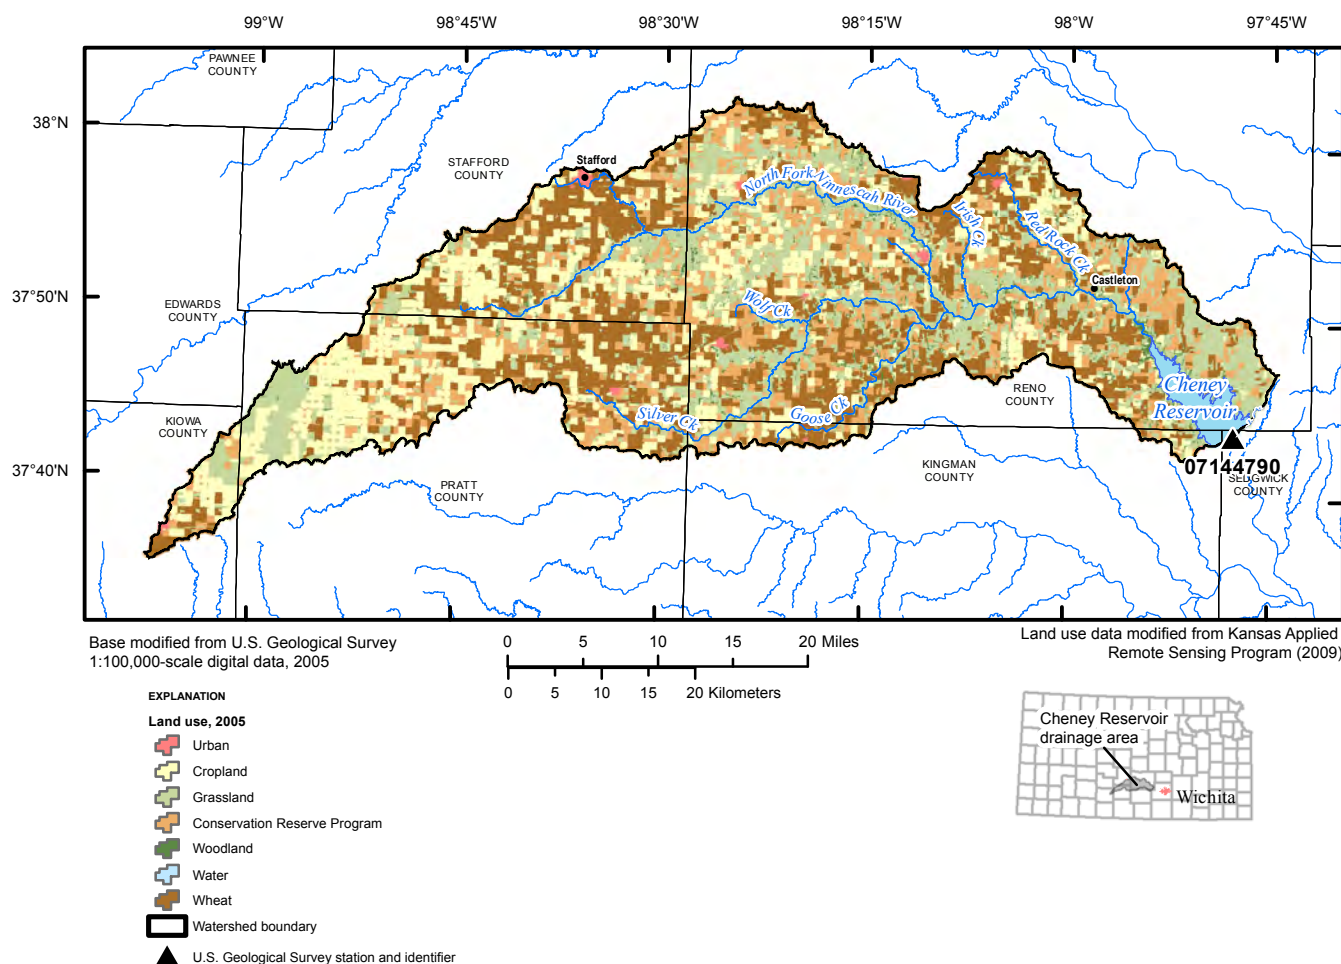 99°W 98°45'W 98°30'W 98°15'W 98°W 97°45'W
38°N
37°50'N
37°40'N
PAWNEE
COUNTY
STAFFORD
COUNTY
Stafford
EDWARDS
COUNTY
KIOWA
COUNTY
PRATT
COUNTY
North Fork Ninnescah River
Irish Ck
Red Rock Ck
Castleton
Wolf Ck
Silver Ck
Goose Ck
RENO
COUNTY
Cheney
Reservoir
KINGMAN
COUNTY
07144790
SEDGWICK
COUNTY
Base modified from U.S. Geological Survey
1:100,000-scale digital data, 2005
0 5 10 15 20 Miles
0 5 10 15 20 Kilometers
Land use data modified from Kansas Applied
Remote Sensing Program (2009)
EXPLANATION
Land use, 2005
Urban
Cropland
Grassland
Conservation Reserve Program
Woodland
Water
Wheat
Watershed boundary
U.S. Geological Survey station and identifier
Cheney Reservoir
drainage area
Wichita